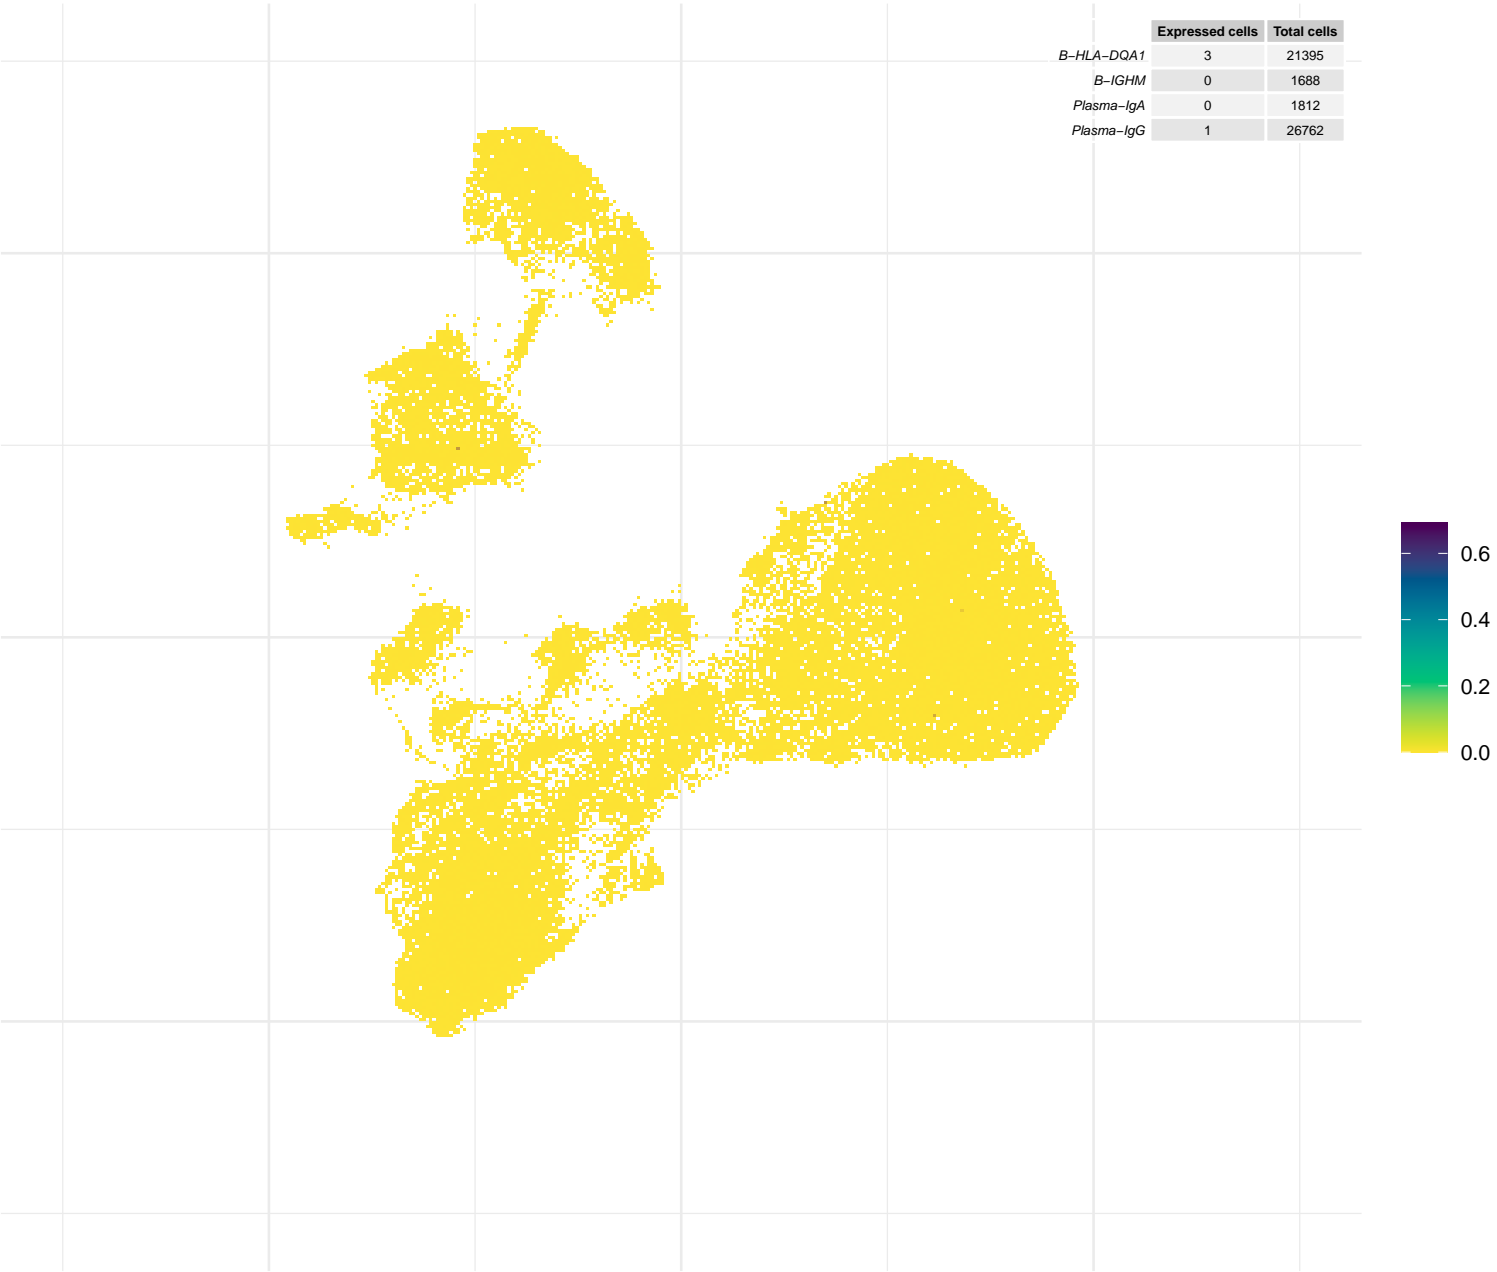 Expressed cells Total cells
B−HLA−DQA1 3 21395
B−IGHM 0 1688
Plasma−IgA 0 1812
Plasma−IgG 1 26762
0.6
0.4
0.2
0.0